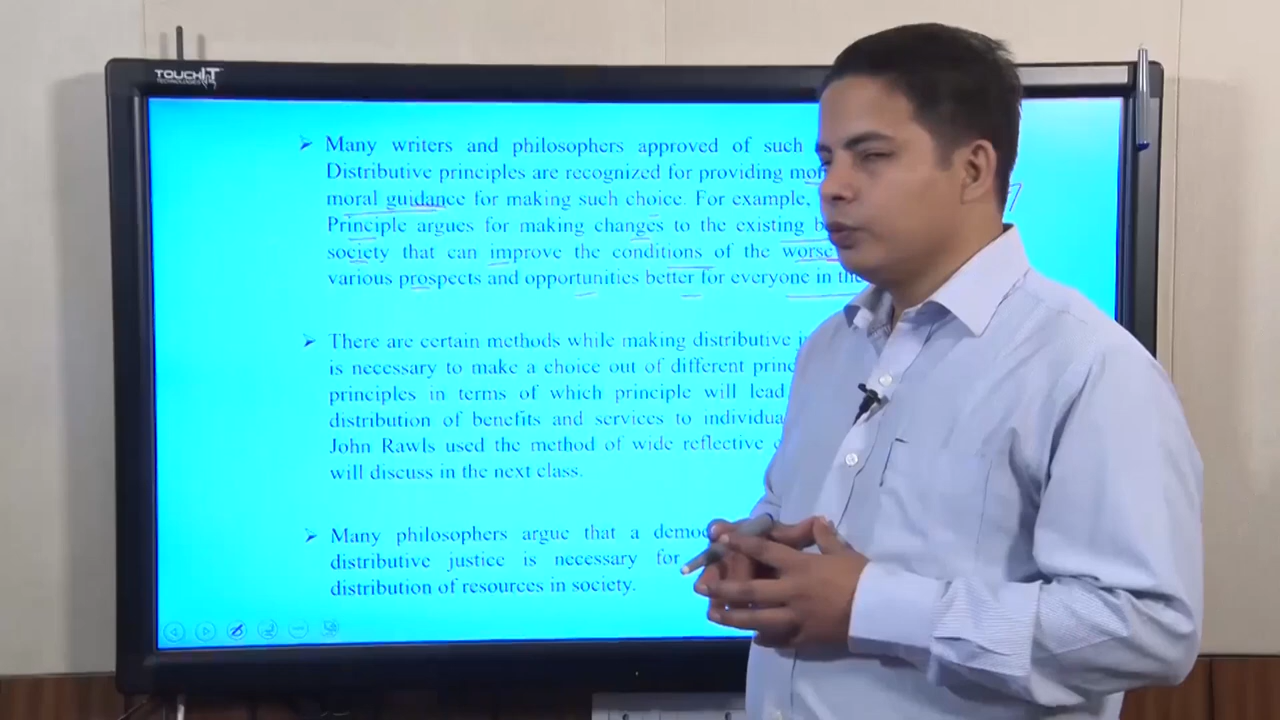 TOUCHIT
TECHNOLOGIES
Many writers and philosophers approved of such
Distributive principles are recognized for providing
moral guidance for making such choice. For example,
Principle argues for making changes to the existing
society that can improve the conditions of the worse
various prospects and opportunities better for everyone in the
There are certain methods while making distributive
is necessary to make a choice out of different
principles in terms of which principle will lead
distribution of benefits and services to
John Rawls used the method of wide reflective
will discuss in the next class.
Many philosophers argue that a
distributive justice is necessary for
distribution of resources in society.